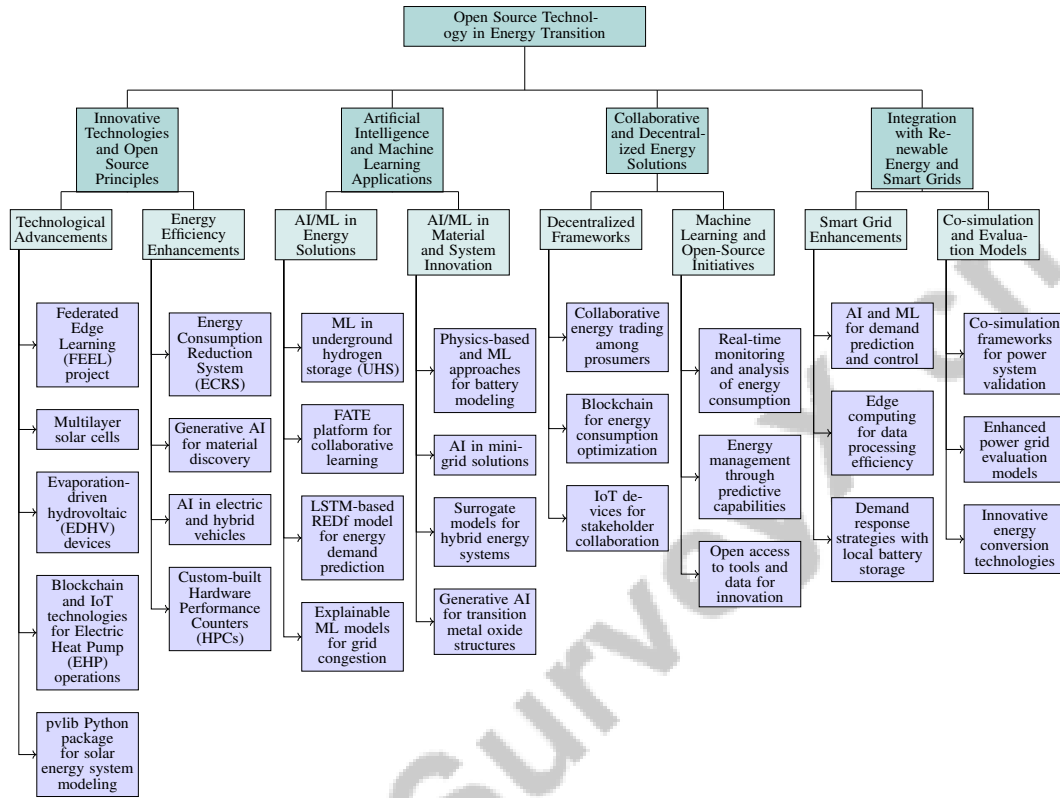 Open Source Technol-
ogy in Energy Transition
Innovative
Technologies
and Open
Source
Principles
Artificial
Intelligence
and Machine
Learning
Applications
Collaborative
and Decentral-
ized Energy
Solutions
Integration
with Re-
newable
Energy and
Smart Grids
Technological
Advancements
Energy
Efficiency
Enhancements
AI/ML in
Energy
Solutions
AI/ML in
Material
and System
Innovation
Decentralized
Frameworks
Machine
Learning and
Open-Source
Initiatives
Smart Grid
Enhancements
Co-simulation
and Evalua-
tion Models
Federated
Edge
Learning
(FEEL)
project
Multilayer
solar cells
Evaporation-
driven
hydrovoltaic
(EDHV)
devices
Blockchain
and IoT
technologies
for Electric
Heat Pump
(EHP)
operations
pvlib Python
package
for solar
energy system
modeling
Energy
Consumption
Reduction
System
(ECRS)
Generative AI
for material
discovery
AI in electric
and hybrid
vehicles
Custom-built
Hardware
Performance
Counters
(HPCs)
ML in
underground
hydrogen
storage (UHS)
FATE
platform for
collaborative
learning
LSTM-based
REDf model
for energy
demand
prediction
Explainable
ML models
for grid
congestion
Physics-based
and ML
approaches
for battery
modeling
AI in mini-
grid solutions
Surrogate
models for
hybrid energy
systems
Generative AI
for transition
metal oxide
structures
Collaborative
energy trading
among
prosumers
Blockchain
for energy
consumption
optimization
IoT de-
vices for
stakeholder
collaboration
Real-time
monitoring
and analysis
of energy
consumption
Energy
management
through
predictive
capabilities
Open access
to tools and
data for
innovation
AI and ML
for demand
prediction
and control
Edge
computing
for data
processing
efficiency
Demand
response
strategies with
local battery
storage
Co-simulation
frameworks
for power
system
validation
Enhanced
power grid
evaluation
models
Innovative
energy
conversion
technologies